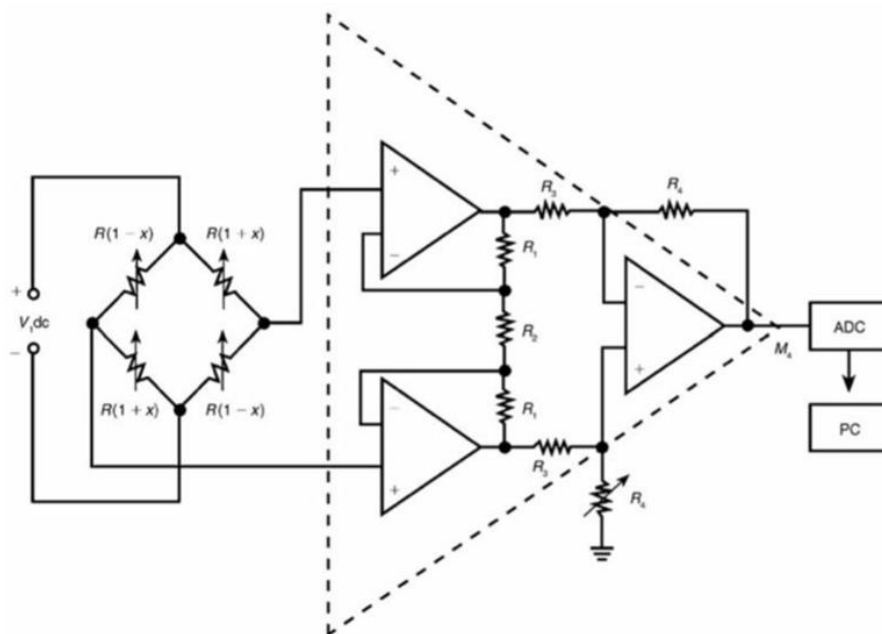 R(1 − x)
R(1 + x)
+
V₁dc
−
R(1 + x)
R(1 − x)
+
−
R₁
R₂
−
R₁
+
R₃
R₄
−
+
M₄
ADC
PC
R₃
R₄